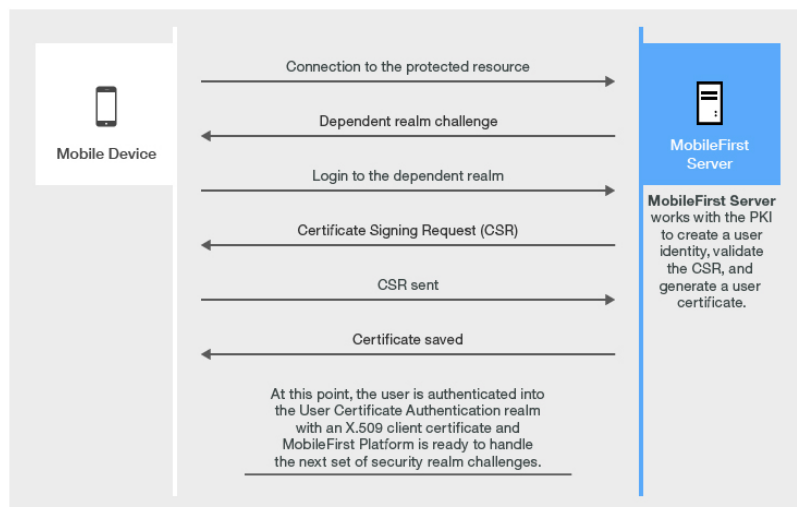 Connection to the protected resource
Mobile Device
Dependent realm challenge
MobileFirst
Server
Login to the dependent realm
MobileFirst Server
works with the PKI
to create a user
identity, validate
the CSR, and
generate a user
certificate.
Certificate Signing Request (CSR)
CSR sent
Certificate saved
At this point, the user is authenticated into
the User Certificate Authentication realm
with an X.509 client certificate and
MobileFirst Platform is ready to handle
the next set of security realm challenges.